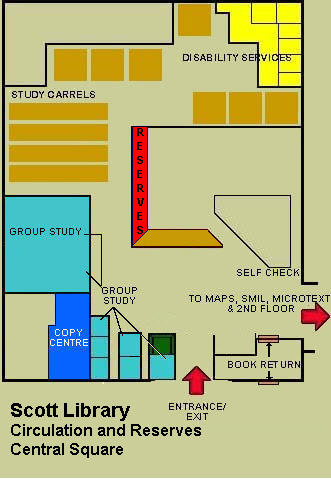 DISABILITY SERVICES
STUDY CARRELS
RESERVES
GROUP STUDY
SELF CHECK
GROUP
STUDY
TO MAPS, SMIL, MICROTEXT
& 2ND FLOOR
COPY
CENTRE
BOOK RETURN
ENTRANCE/
EXIT
Scott Library
Circulation and Reserves
Central Square